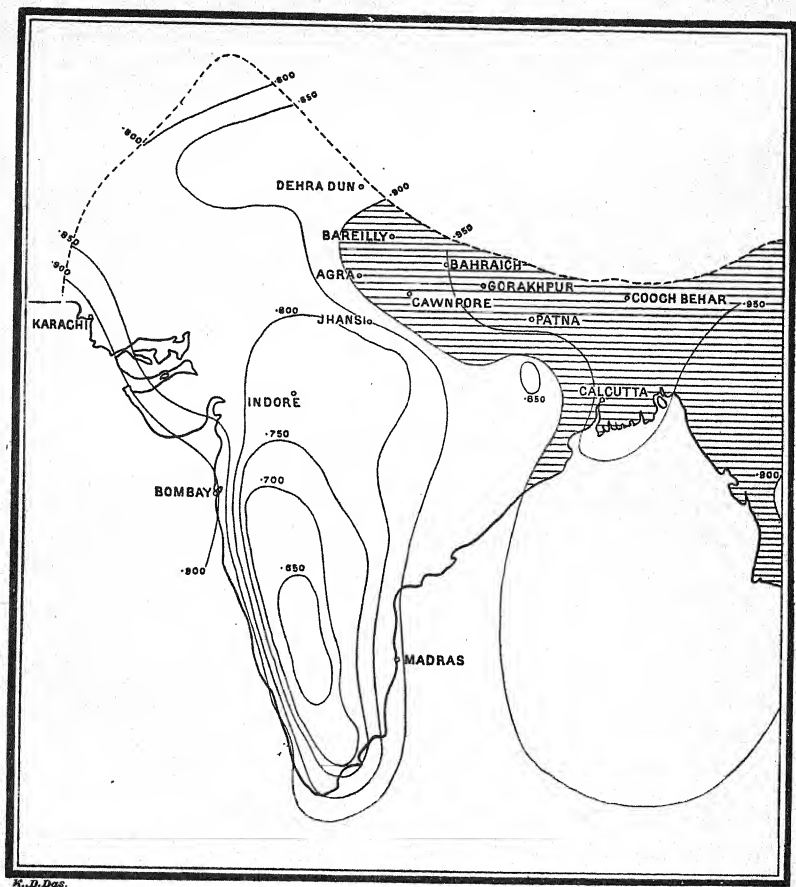 .800
.850
.800
DEHRA DUN
.900
BAREILLY
.950
.850
BAHRAICH
AGRA
.900
GORAKHPUR
CAWNPORE
COOCH BEHAR
.950
.800
KARACHI
JHANSI
PATNA
INDORE
.850
CALCUTTA
.750
.900
.700
BOMBAY
.650
.900
MADRAS
K.D.Das.